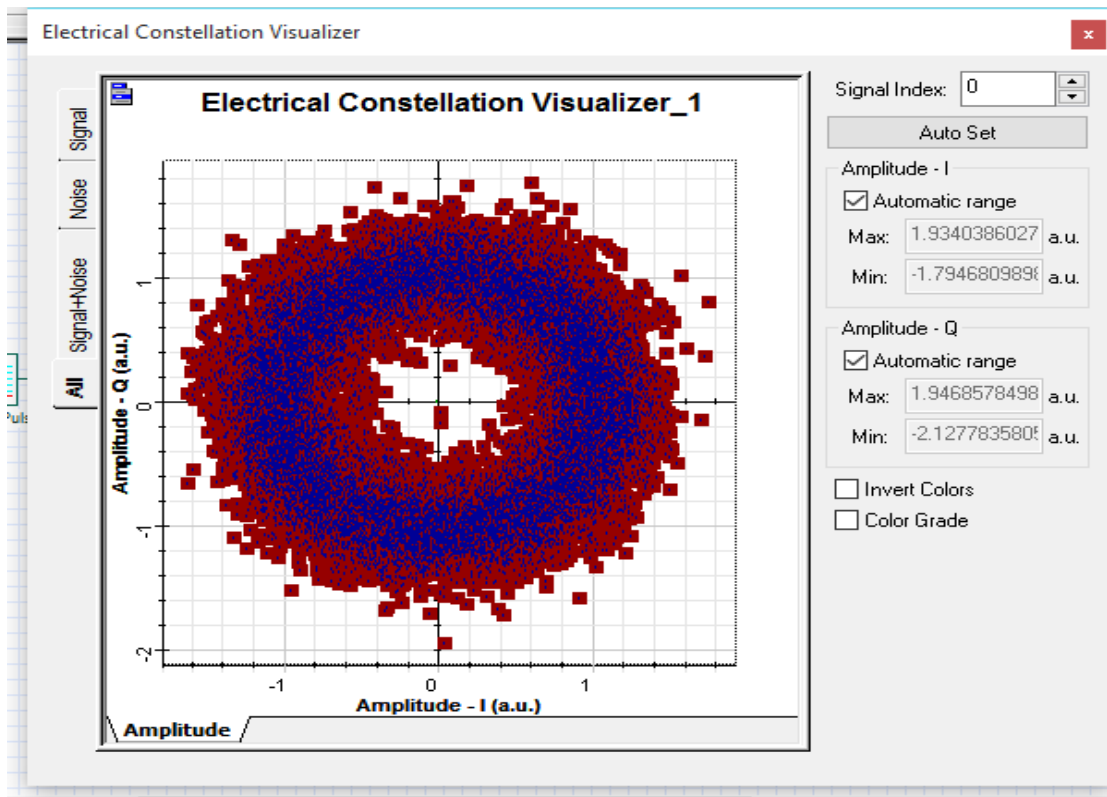 Electrical Constellation Visualizer
x
Signal
Noise
Signal+Noise
All
Puls
Electrical Constellation Visualizer_1
Amplitude - Q (a.u.)
1
0
-1
-2
-1
0
1
Amplitude - I (a.u.)
Amplitude
Signal Index: 0
Auto Set
Amplitude - I
Automatic range
Max: 1.9340386027 a.u.
Min: -1.794680989 a.u.
Amplitude - Q
Automatic range
Max: 1.9468578498 a.u.
Min: -2.127783580 a.u.
Invert Colors
Color Grade